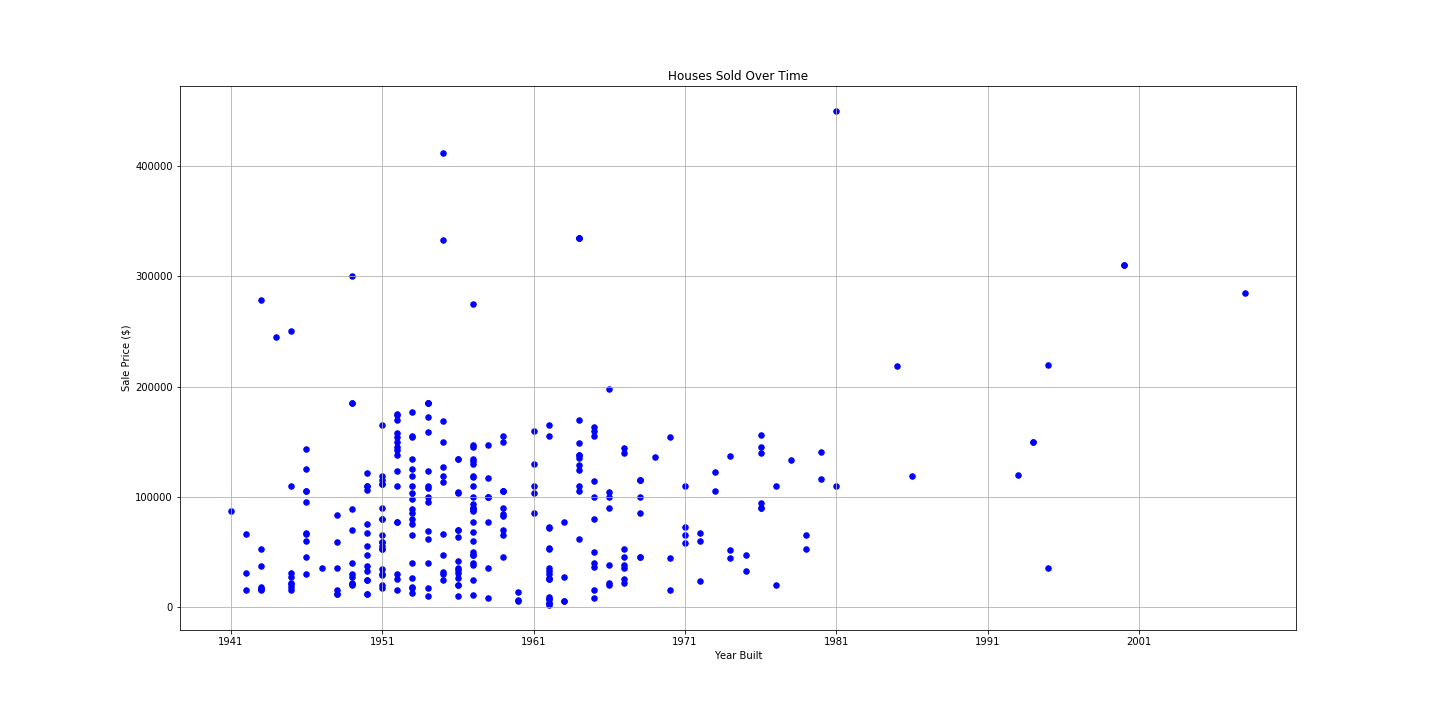 Houses Sold Over Time
Sale Price ($)
400000
300000
200000
100000
0
1941 1951 1961 1971 1981 1991 2001
Year Built